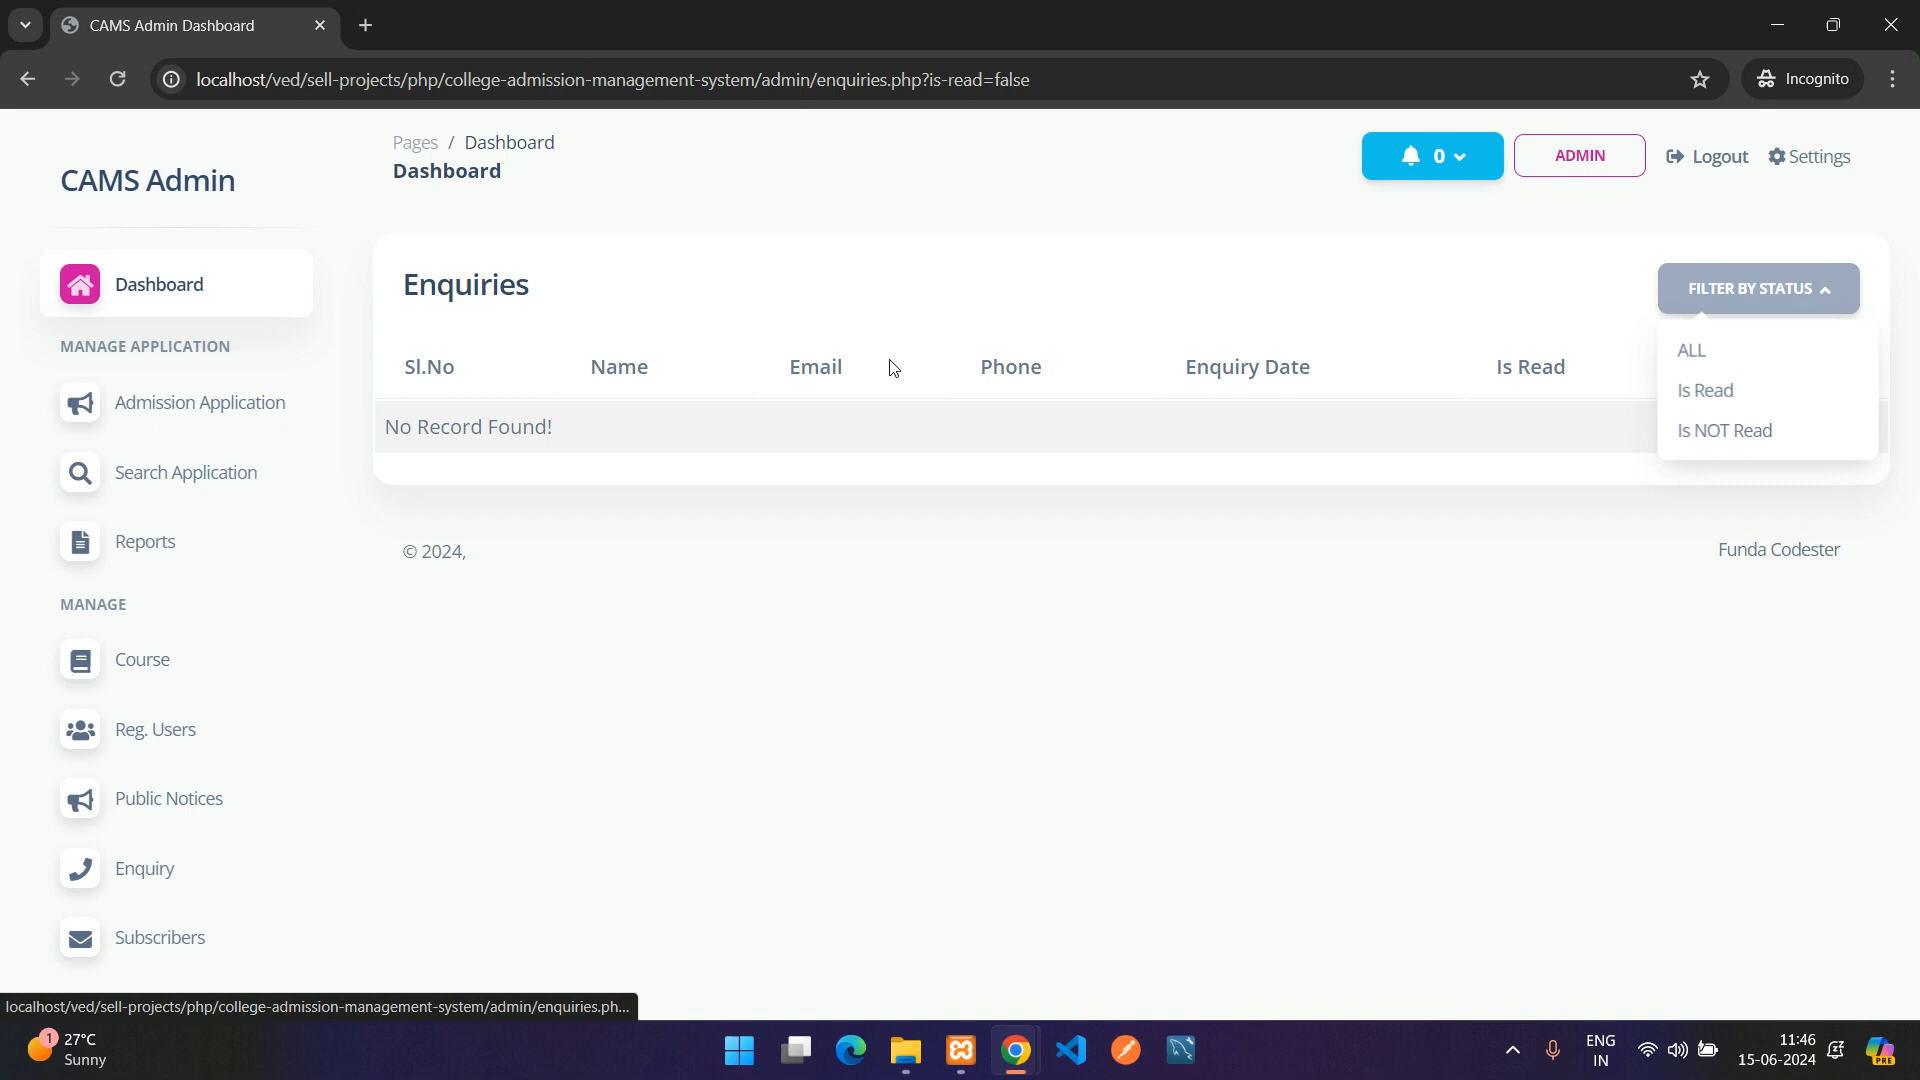 CAMS Admin Dashboard
localhost/ved/sell-projects/php/college-admission-management-system/admin/enquiries.php?is-read=false
Incognito
CAMS Admin
Pages / Dashboard
Dashboard
0
ADMIN
Logout
Settings
Dashboard
MANAGE APPLICATION
Admission Application
Search Application
Reports
MANAGE
Course
Reg. Users
Public Notices
Enquiry
Subscribers
Enquiries
FILTER BY STATUS
ALL
Is Read
Is NOT Read
Sl.No Name Email Phone Enquiry Date Is Read
No Record Found!
© 2024,
Funda Codester
localhost/ved/sell-projects/php/college-admission-management-system/admin/enquiries.ph...
1
27°C
Sunny
ENG
IN
11:46
15-06-2024
PRE